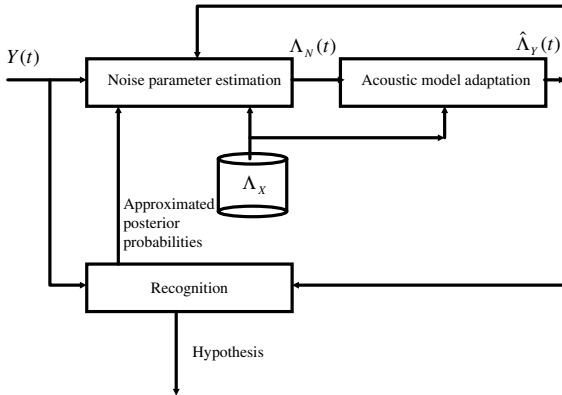 Y(t)
Λ_N(t)
Λ̂_Y(t)
Noise parameter estimation
Acoustic model adaptation
Λ_X
Approximated
posterior
probabilities
Recognition
Hypothesis